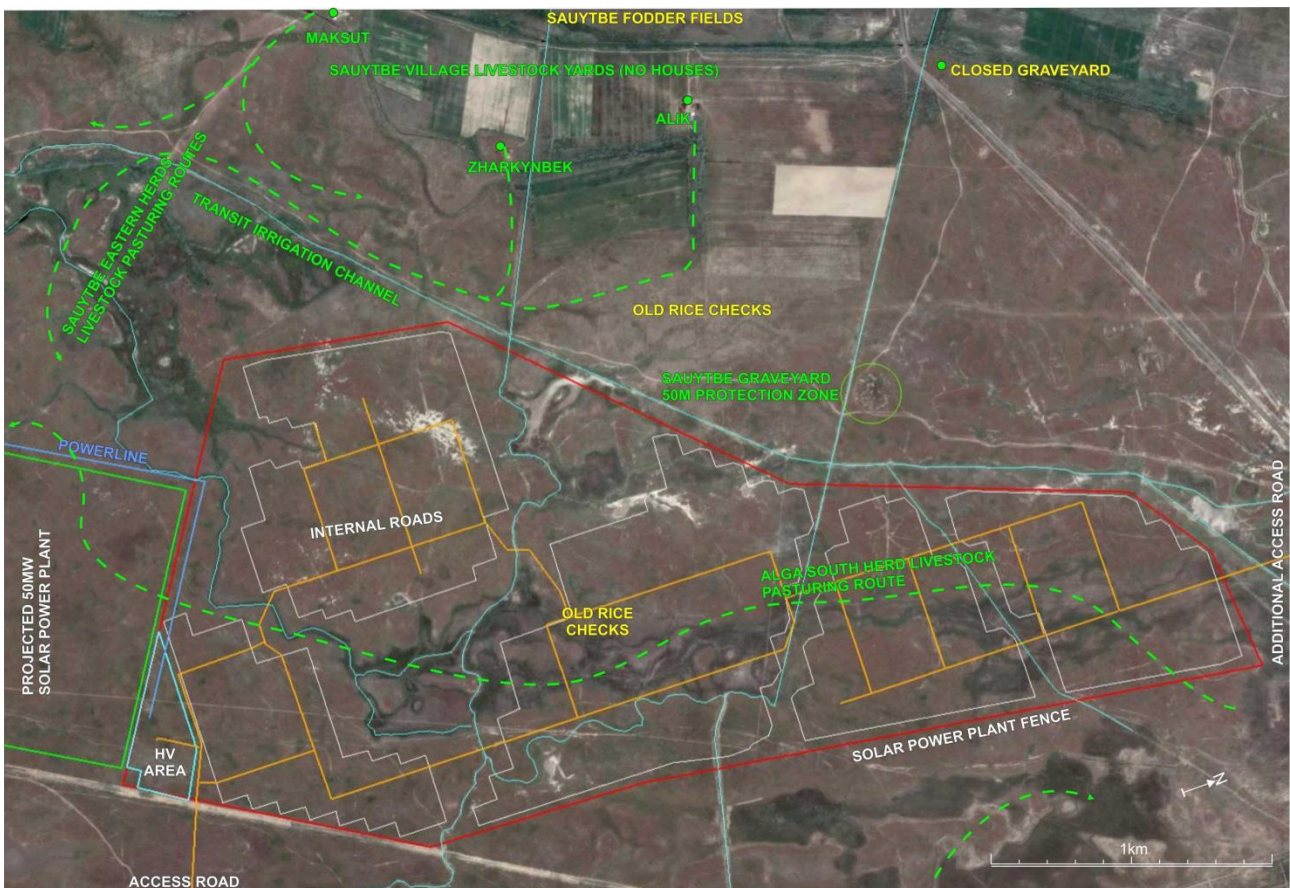 SAUYTBE FODDER FIELDS
MAKSUT
SAUYTBE VILLAGE LIVESTOCK YARDS (NO HOUSES)
CLOSED GRAVEYARD
ALIK
ZHARKYNBEK
SAUYTBE EASTERN HERDS
LIVESTOCK PASTURING ROUTES
TRANSIT IRRIGATION CHANNEL
OLD RICE CHECKS
SAUYTBE GRAVEYARD
50M PROTECTION ZONE
POWERLINE
INTERNAL ROADS
ALGA SOUTH HERD LIVESTOCK
PASTURING ROUTE
OLD RICE
CHECKS
PROJECTED 50MW
SOLAR POWER PLANT
ADDITIONAL ACCESS ROAD
HV
AREA
SOLAR POWER PLANT FENCE
N
1km
ACCESS ROAD